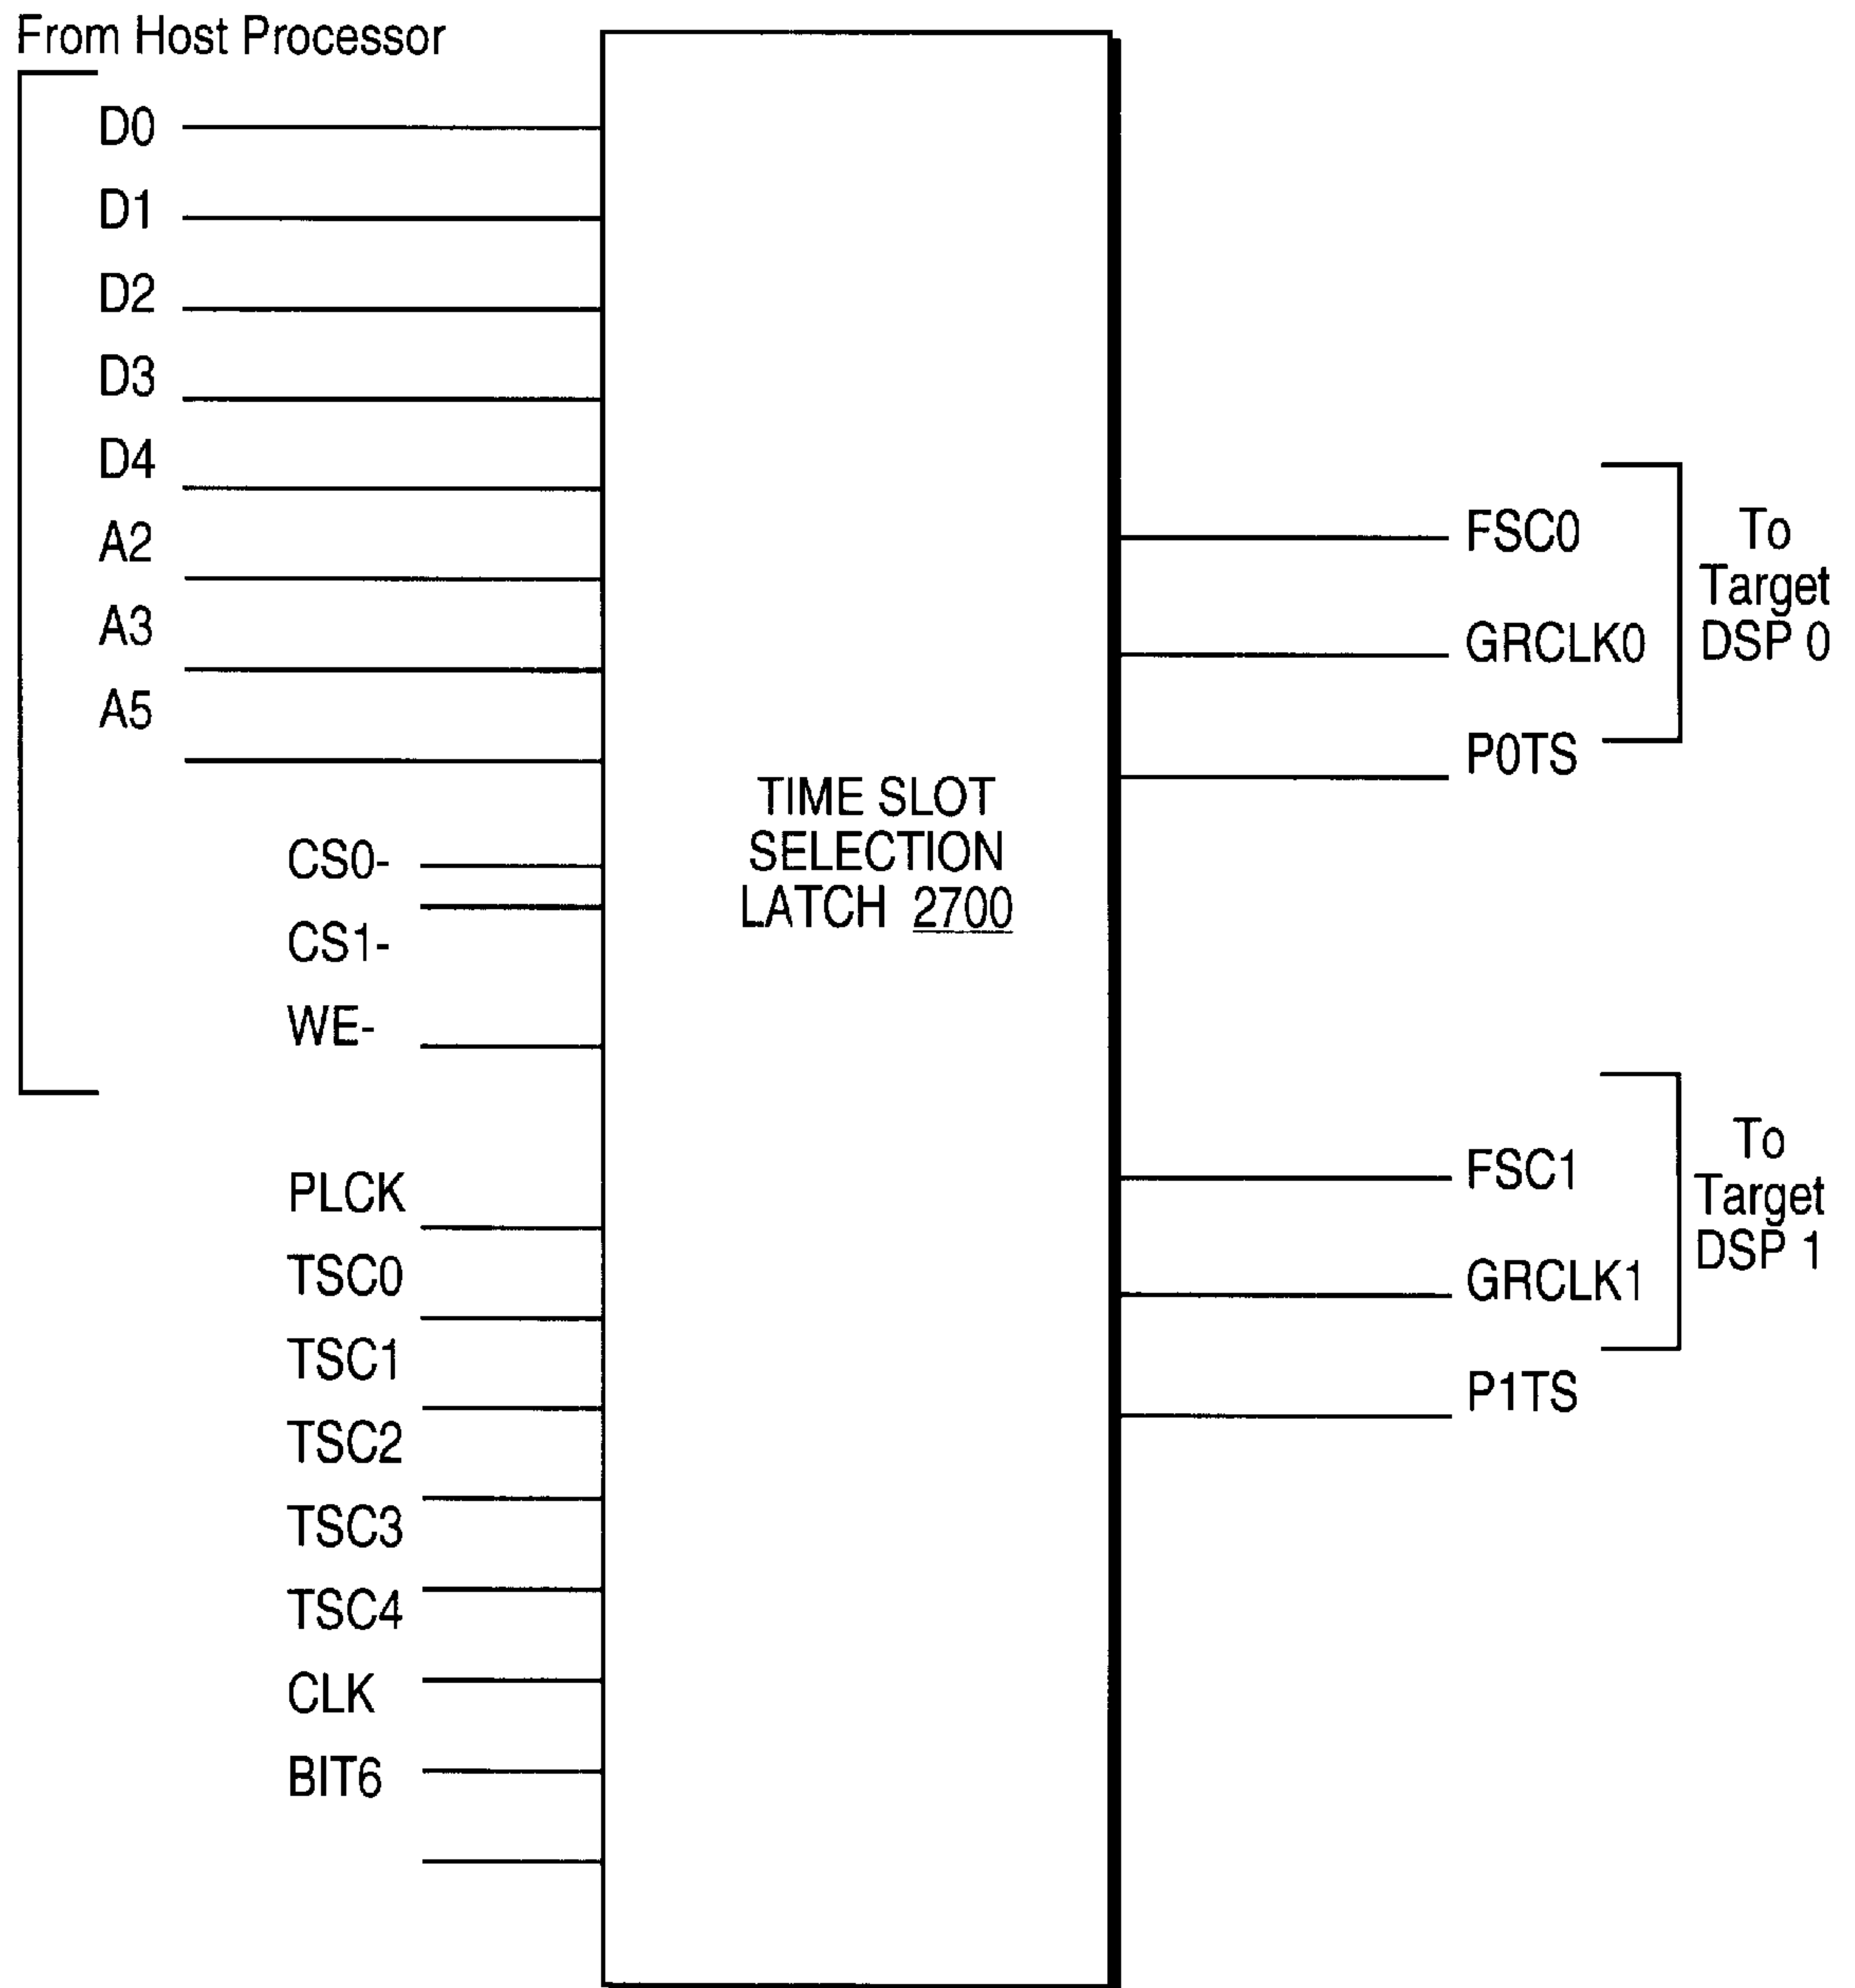 From Host Processor
D0
D1
D2
D3
D4
A2
A3
A5
CS0-
CS1-
WE-
PLCK
TSC0
TSC1
TSC2
TSC3
TSC4
CLK
BIT6
TIME SLOT
SELECTION
LATCH 2700
FSC0
GRCLK0
P0TS
To
Target
DSP 0
FSC1
GRCLK1
P1TS
To
Target
DSP 1